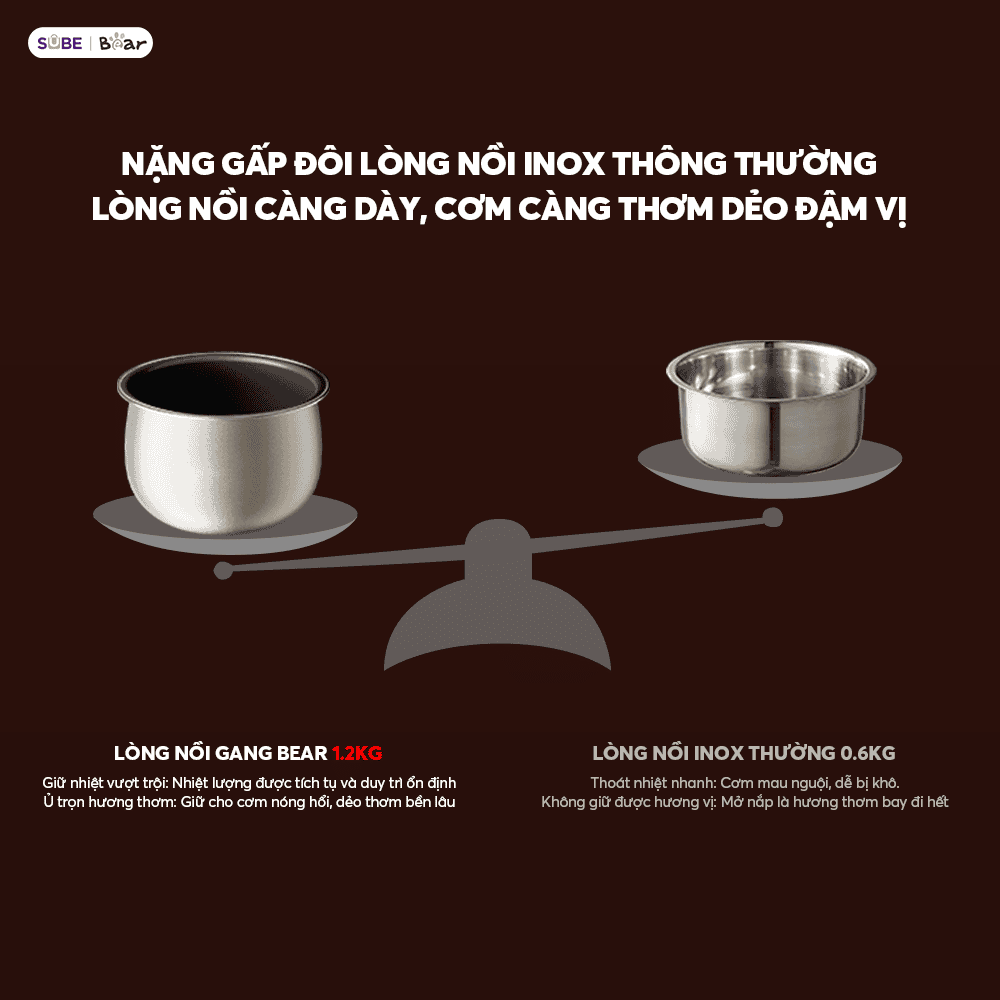 SUBE | Bear
NẶNG GẤP ĐÔI LÒNG NỒI INOX THÔNG THƯỜNG
LÒNG NỒI CÀNG DÀY, CƠM CÀNG THƠM DẺO ĐẬM VỊ
LÒNG NỒI GANG BEAR 1.2KG
Giữ nhiệt vượt trội: Nhiệt lượng được tích tụ và duy trì ổn định
Ủ trọn hương thơm: Giữ cho cơm nóng hổi, dẻo thơm bền lâu
LÒNG NỒI INOX THƯỜNG 0.6KG
Thoát nhiệt nhanh: Cơm mau nguội, dễ bị khô.
Không giữ được hương vị: Mở nắp là hương thơm bay đi hết